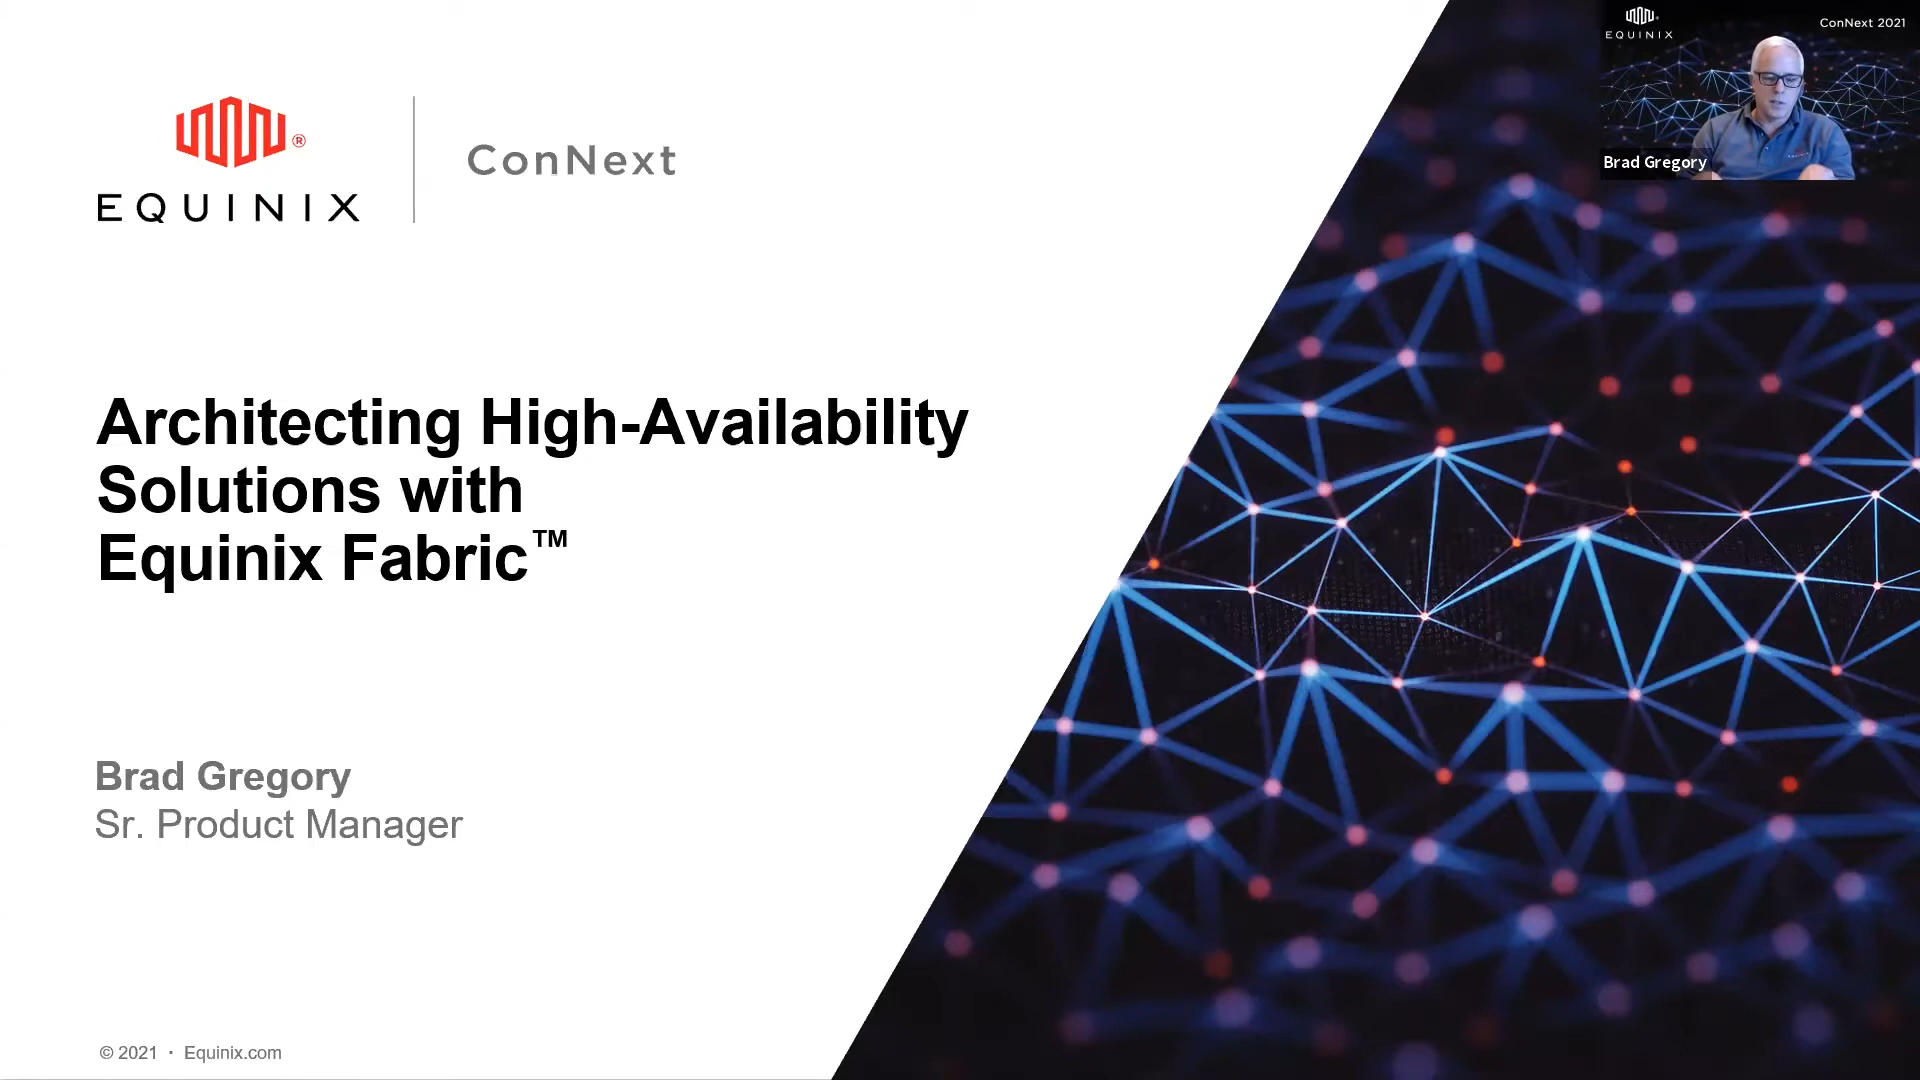 EQUINIX
ConNext 2021
Brad Gregory
®
EQUINIX
ConNext
Architecting High-Availability
Solutions with
Equinix Fabric™
Brad Gregory
Sr. Product Manager
© 2021 · Equinix.com